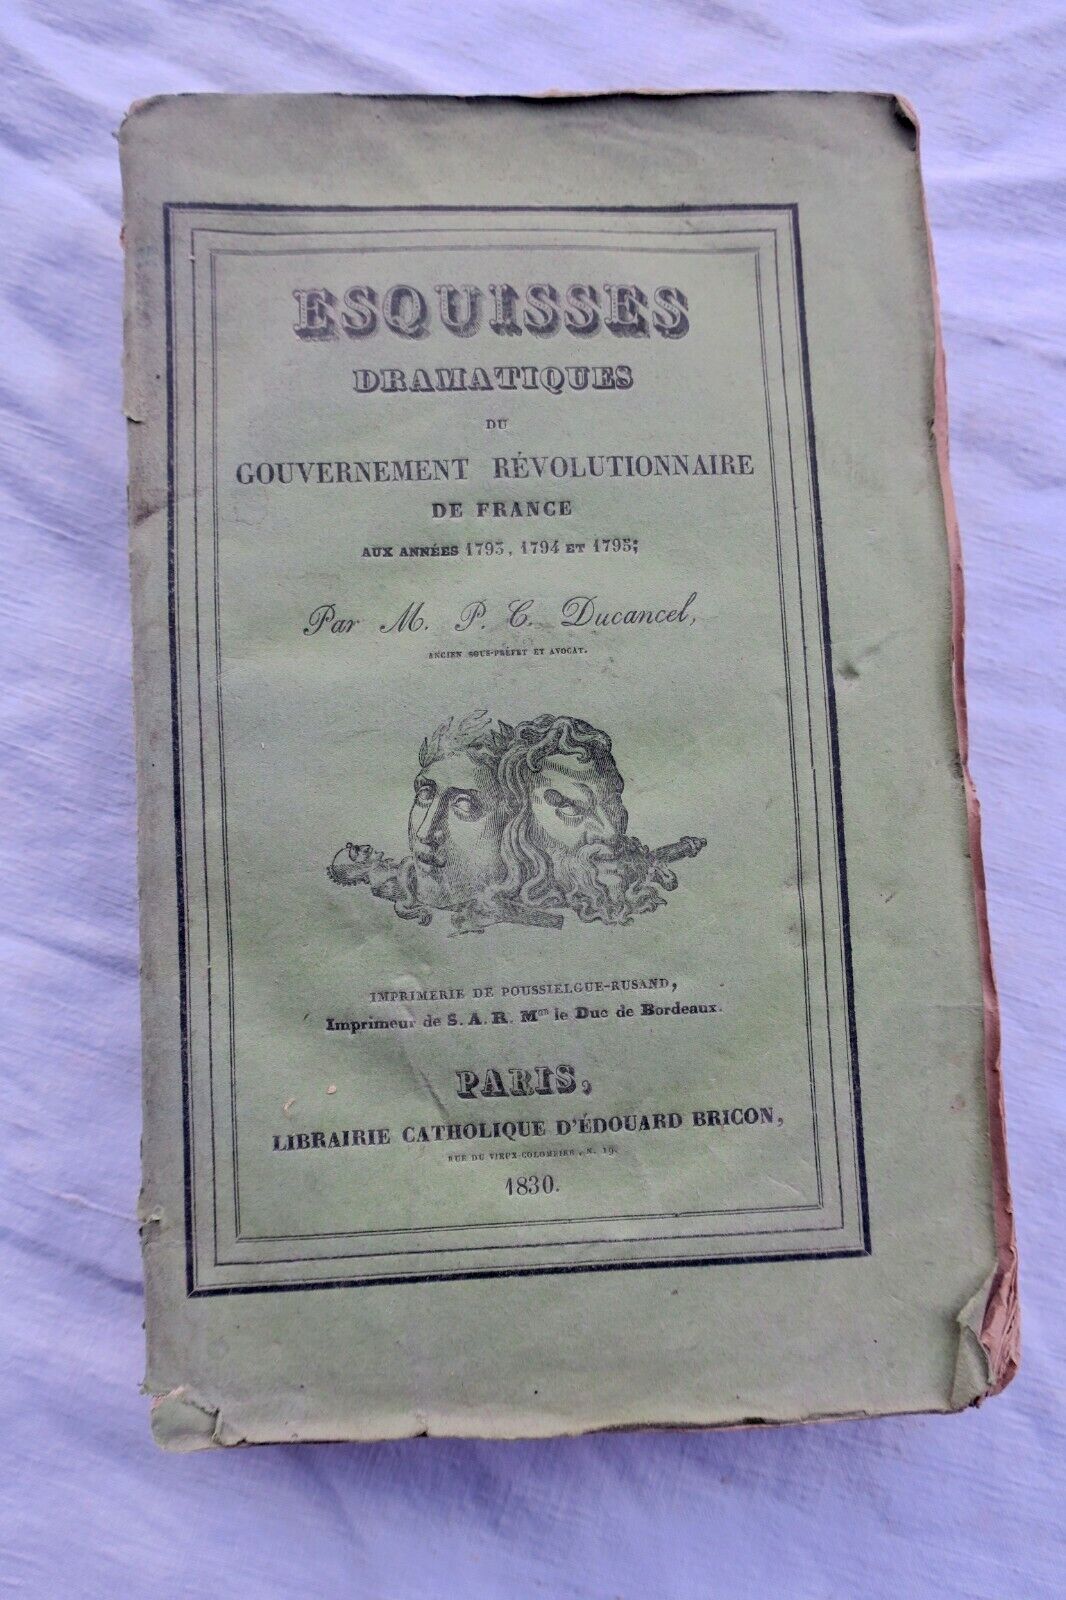 ESQUISSES
DRAMATIQUES
DU
GOUVERNEMENT RÉVOLUTIONNAIRE
DE FRANCE
AUX ANNÉES 1793, 1794 ET 1795;
Par M. P. C. Ducancel,
ANCIEN SOUS-PRÉFET ET AVOCAT.
IMPRIMERIE DE POUSSIELGUE-RUSAND,
Imprimeur de S. A. R. Mgr le Duc de Bordeaux.
PARIS,
LIBRAIRIE CATHOLIQUE D'ÉDOUARD BRICON,
RUE DU VIEUX-COLOMBIER, N. 19.
1830.